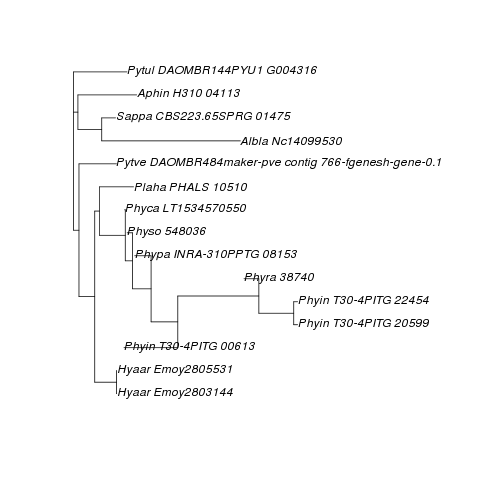 Pytul DAOMBR144PYU1 G004316
Aphin H310 04113
Sappa CBS223.65SPRG 01475
Albla Nc14099530
Pytve DAOMBR484maker-pve contig 766-fgenesh-gene-0.1
Plaha PHALS 10510
Phyca LT1534570550
Physo 548036
Phypa INRA-310PPTG 08153
Phyra 38740
Phyin T30-4PITG 22454
Phyin T30-4PITG 20599
Phyin T30-4PITG 00613
Hyaar Emoy2805531
Hyaar Emoy2803144